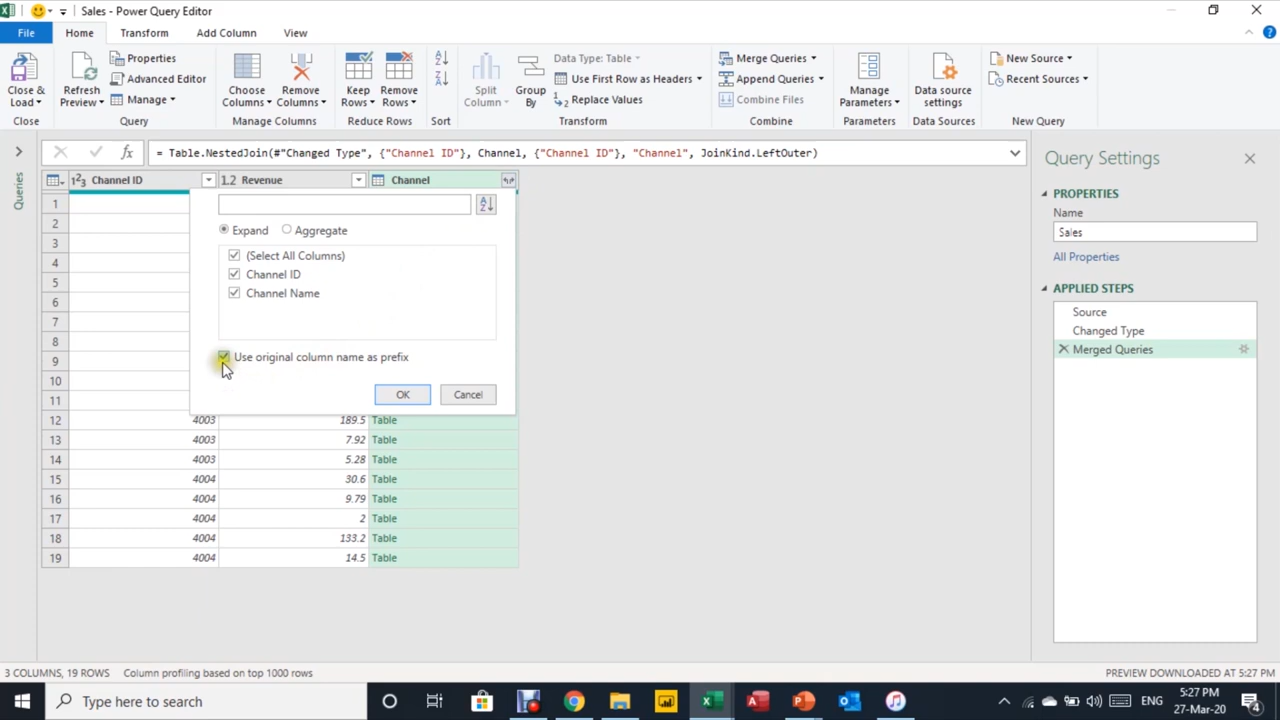 Sales - Power Query Editor
File Home Transform Add Column View
Close & Load
Refresh Preview
Properties
Advanced Editor
Manage
Choose Columns
Remove Columns
Keep Rows
Remove Rows
Split Column
Group By
Data Type: Table
Use First Row as Headers
Replace Values
Merge Queries
Append Queries
Combine Files
Manage Parameters
Data source settings
New Source
Recent Sources
Close
Query
Manage Columns
Reduce Rows
Sort
Transform
Combine
Parameters
Data Sources
New Query
Queries
= Table.NestedJoin(#"Changed Type", {"Channel ID"}, Channel, {"Channel ID"}, "Channel", JoinKind.LeftOuter)
123 Channel ID 1.2 Revenue Channel
Expand Aggregate
(Select All Columns)
Channel ID
Channel Name
Use original column name as prefix
OK Cancel
1
2
3
4
5
6
7
8
9
10
11
12 4003 189.5 Table
13 4003 7.92 Table
14 4003 5.28 Table
15 4004 30.6 Table
16 4004 9.79 Table
17 4004 2 Table
18 4004 133.2 Table
19 4004 14.5 Table
Query Settings
PROPERTIES
Name
Sales
All Properties
APPLIED STEPS
Source
Changed Type
Merged Queries
3 COLUMNS, 19 ROWS Column profiling based on top 1000 rows
PREVIEW DOWNLOADED AT 5:27 PM
Type here to search
ENG
5:27 PM
27-Mar-20
4